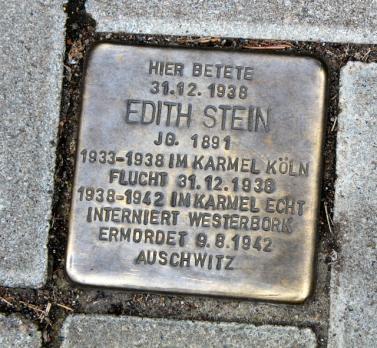 HIER BETETE
31.12.1938
EDITH STEIN
JG. 1891
1933-1938 IM KARMEL KÖLN
FLUCHT 31.12.1938
1938-1942 IM KARMEL ECHT
INTERNIERT WESTERBORK
ERMORDET 9.8.1942
AUSCHWITZ